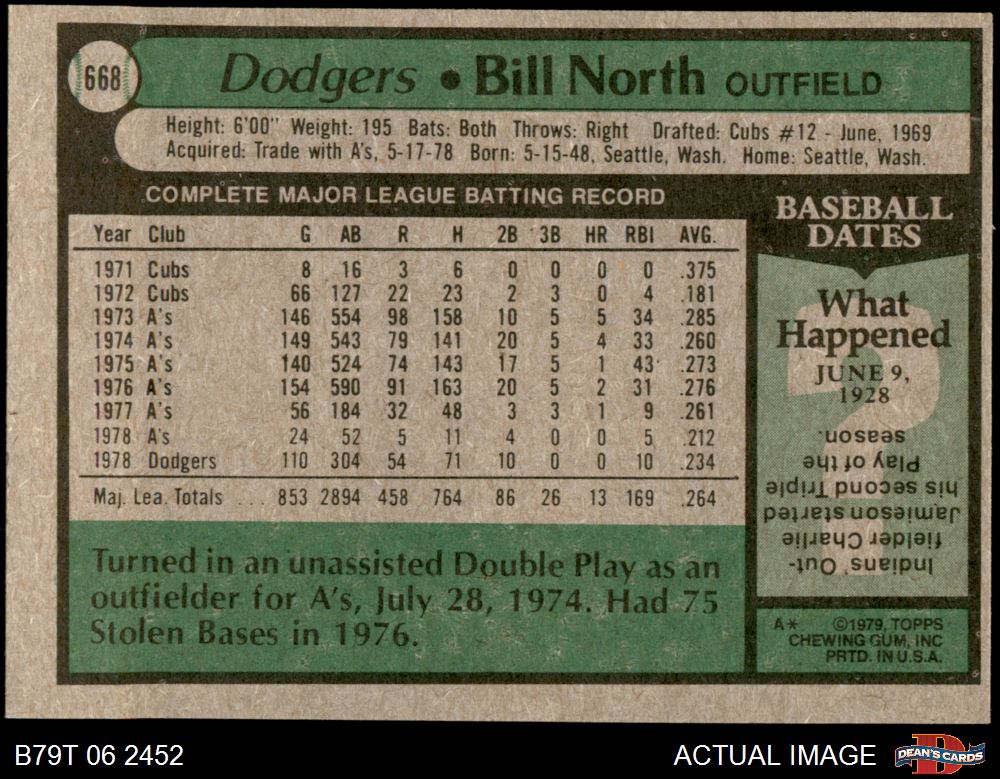 668
Dodgers • Bill North OUTFIELD
Height: 6'00" Weight: 195 Bats: Both Throws: Right Drafted: Cubs #12 - June, 1969
Acquired: Trade with A's, 5-17-78 Born: 5-15-48, Seattle, Wash. Home: Seattle, Wash.
COMPLETE MAJOR LEAGUE BATTING RECORD
Year Club G AB R H 2B 3B HR RBI AVG.
1971 Cubs 8 16 3 6 0 0 0 0 .375
1972 Cubs 66 127 22 23 2 3 0 4 .181
1973 A's 146 554 98 158 10 5 5 34 .285
1974 A's 149 543 79 141 20 5 4 33 .260
1975 A's 140 524 74 143 17 5 1 43 .273
1976 A's 154 590 91 163 20 5 2 31 .276
1977 A's 56 184 32 48 3 3 1 9 .261
1978 A's 24 52 5 11 4 0 0 5 .212
1978 Dodgers 110 304 54 71 10 0 0 10 .234
Maj. Lea. Totals ... 853 2894 458 764 86 26 13 169 .264
Turned in an unassisted Double Play as an
outfielder for A's, July 28, 1974. Had 75
Stolen Bases in 1976.
BASEBALL
DATES
What
Happened
JUNE 9,
1928
?
Indians' Out-
fielder Charlie
Jamieson started
his second Triple
Play of the
season.
A* ©1979, TOPPS
CHEWING GUM, INC
PRTD. IN U.S.A.
B79T 06 2452
ACTUAL IMAGE
D
DEAN'S CARDS